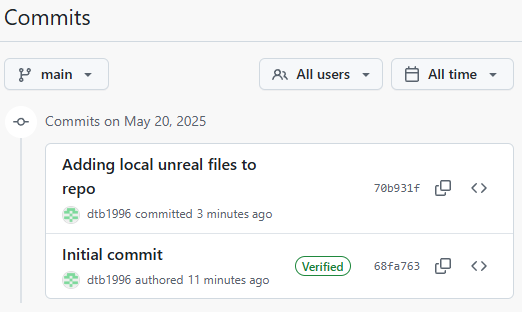 Commits
main
All users
All time
Commits on May 20, 2025
Adding local unreal files to
repo
70b931f
dtb1996 committed 3 minutes ago
Initial commit
Verified
68fa763
dtb1996 authored 11 minutes ago